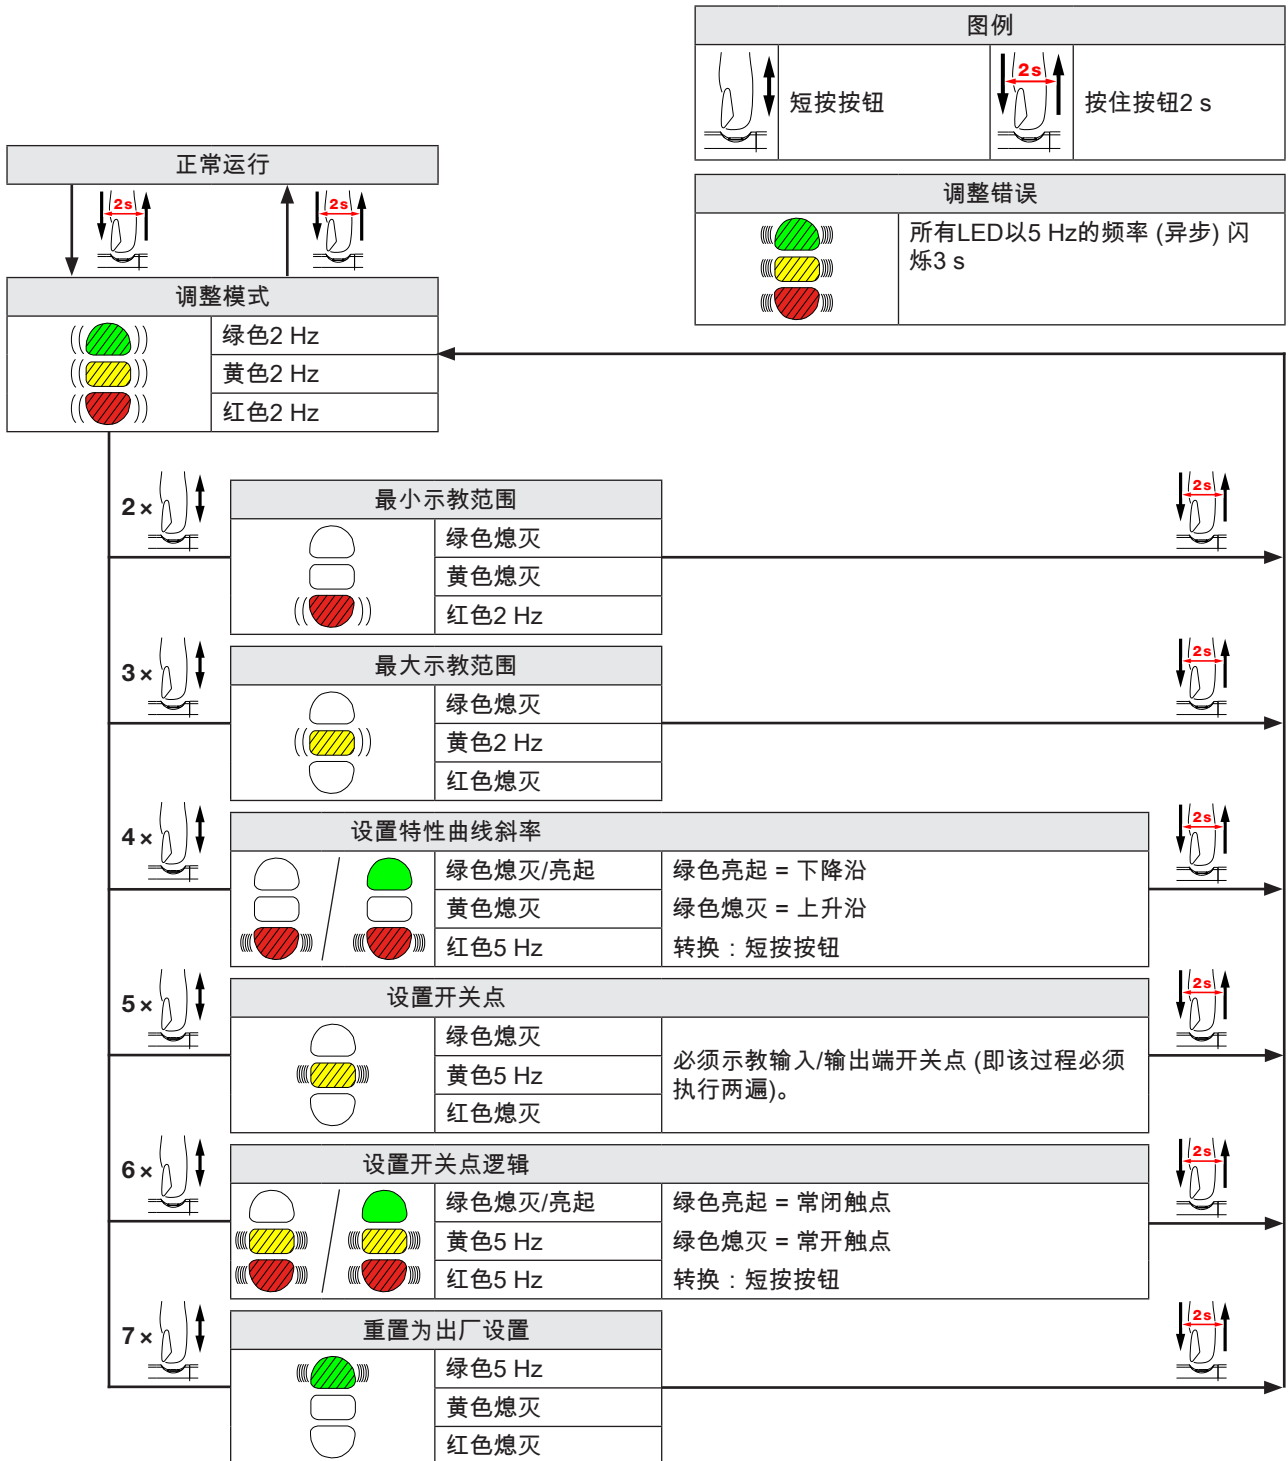 图例
2s
短按按钮
按住按钮2 s
正常运行
调整错误
2s
2s
所有LED以5 Hz的频率 (异步) 闪
烁3 s
调整模式
绿色2 Hz
黄色2 Hz
红色2 Hz
2×
2s
最小示教范围
绿色熄灭
黄色熄灭
红色2 Hz
3×
2s
最大示教范围
绿色熄灭
黄色2 Hz
红色熄灭
4×
2s
设置特性曲线斜率
绿色熄灭/亮起
绿色亮起 = 下降沿
黄色熄灭
绿色熄灭 = 上升沿
红色5 Hz
转换：短按按钮
5×
2s
设置开关点
绿色熄灭
黄色5 Hz
红色熄灭
必须示教输入/输出端开关点 (即该过程必须
执行两遍)。
6×
2s
设置开关点逻辑
绿色熄灭/亮起
绿色亮起 = 常闭触点
黄色5 Hz
绿色熄灭 = 常开触点
红色5 Hz
转换：短按按钮
7×
2s
重置为出厂设置
绿色5 Hz
黄色熄灭
红色熄灭